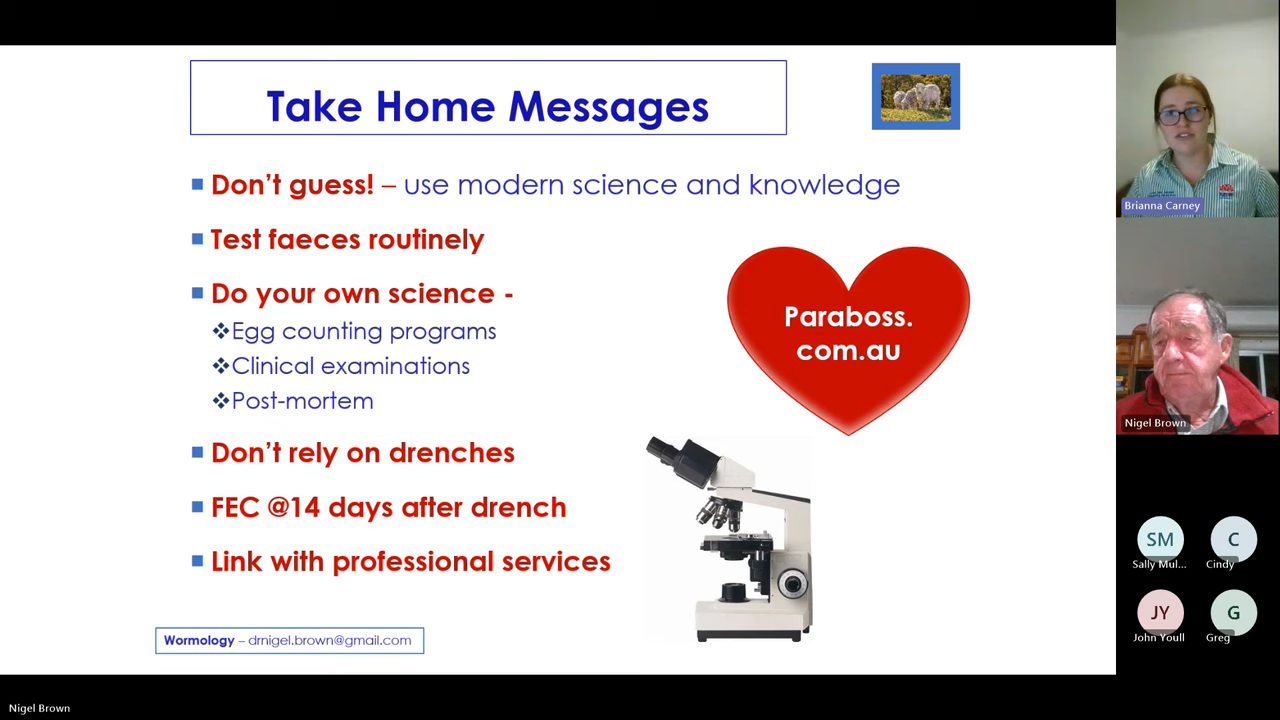 Take Home Messages
Don't guess! – use modern science and knowledge
Test faeces routinely
Do your own science -
Egg counting programs
Clinical examinations
Post-mortem
Don't rely on drenches
FEC @14 days after drench
Link with professional services
Paraboss.
com.au
Wormology – drnigel.brown@gmail.com
Brianna Carney
Nigel Brown
SM
Sally Mul...
C
Cindy
JY
John Youll
G
Greg
Nigel Brown